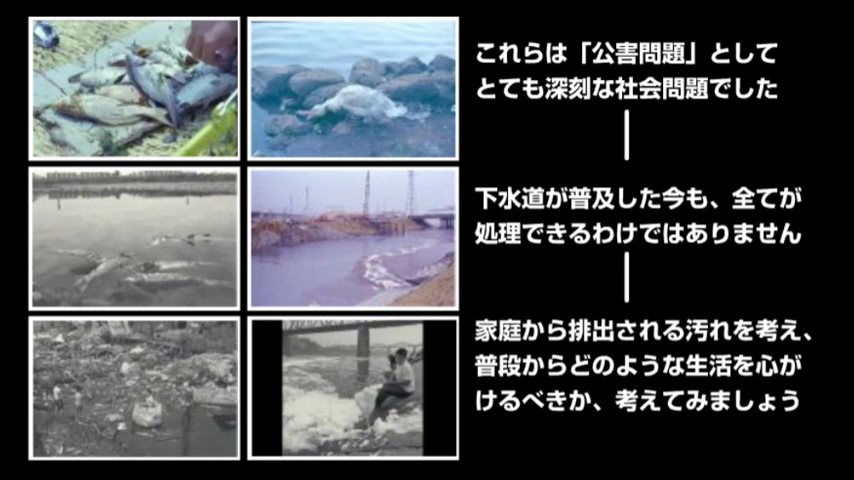 これらは「公害問題」として
とても深刻な社会問題でした
下水道が普及した今も、全てが
処理できるわけではありません
家庭から排出される汚れを考え、
普段からどのような生活を心が
けるべきか、考えてみましょう